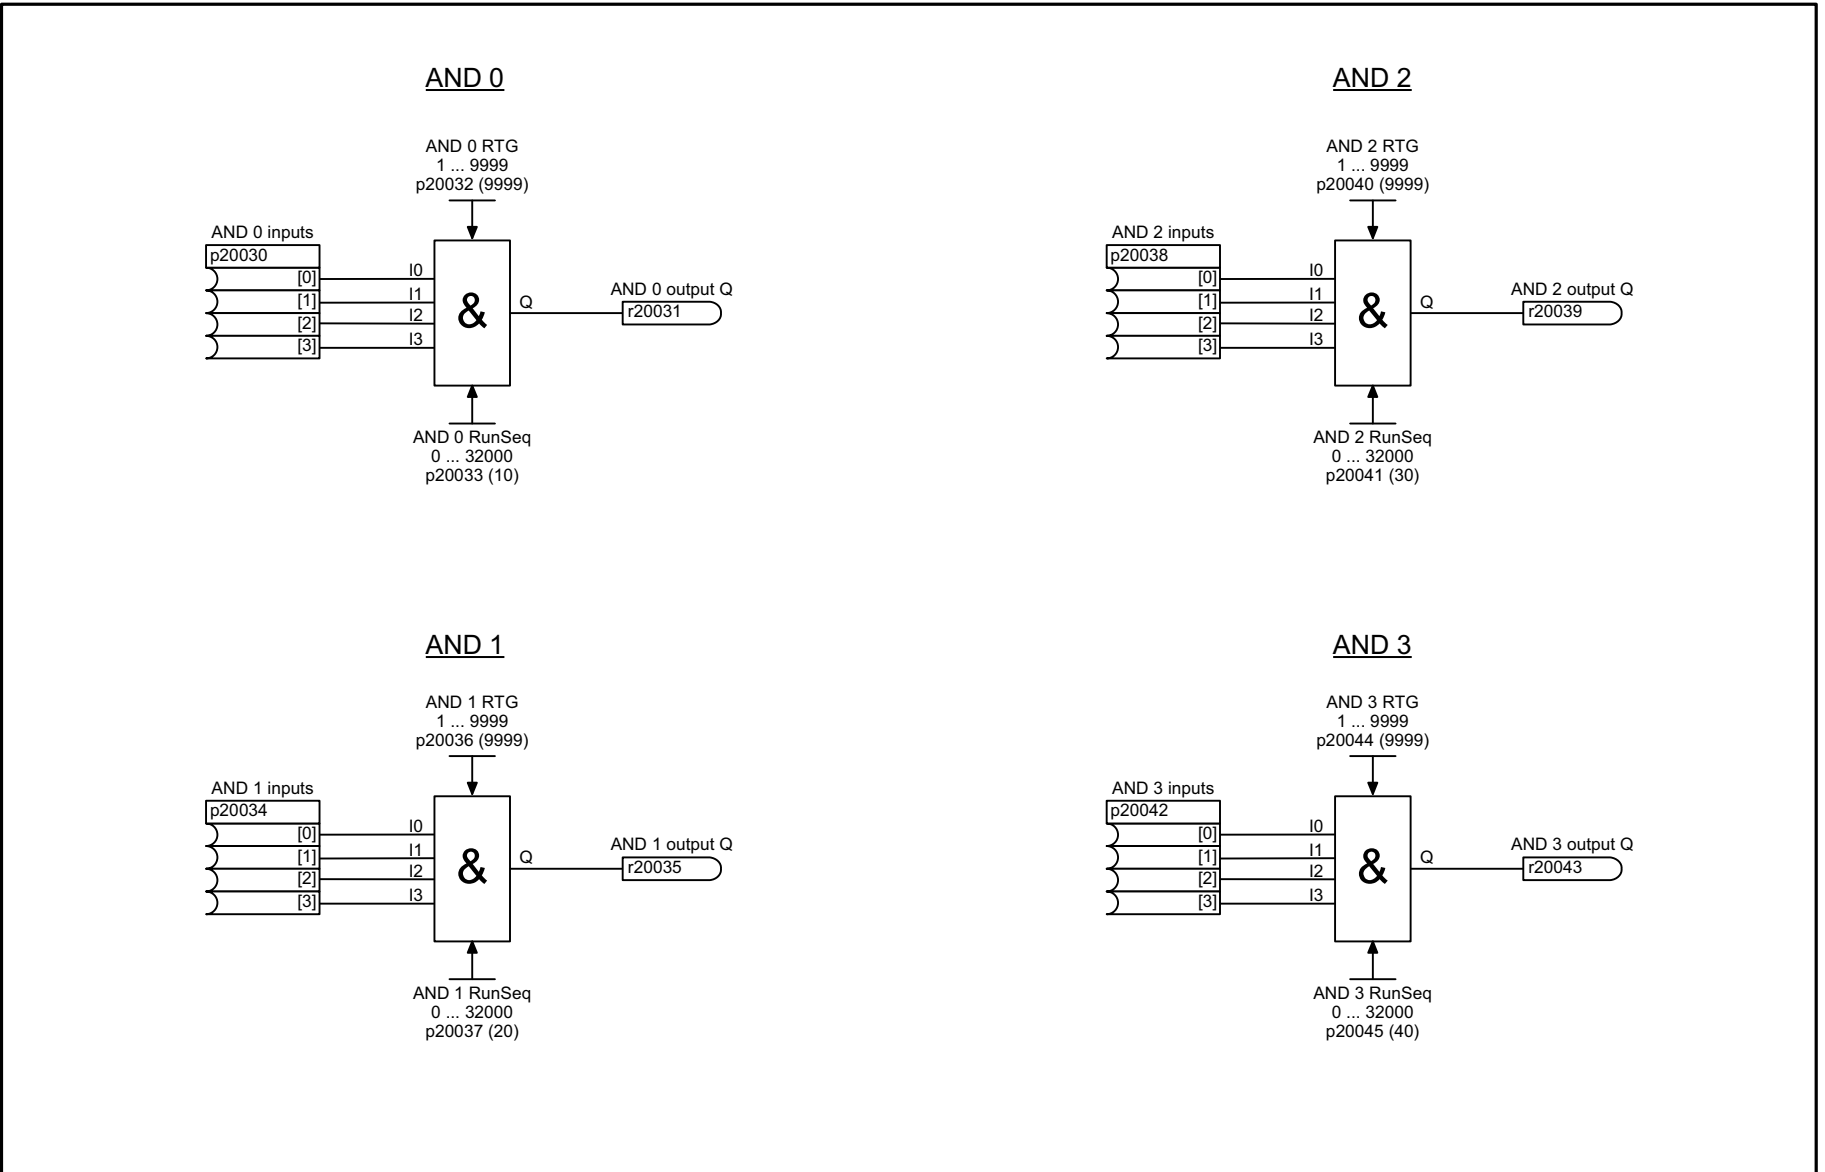 AND 0
AND 0 RTG
1 ... 9999
p20032 (9999)
AND 0 inputs
p20030
[0]
[1]
[2]
[3]
I0
I1
I2
I3
&
Q
AND 0 output Q
r20031
AND 0 RunSeq
0 ... 32000
p20033 (10)
AND 2
AND 2 RTG
1 ... 9999
p20040 (9999)
AND 2 inputs
p20038
[0]
[1]
[2]
[3]
I0
I1
I2
I3
&
Q
AND 2 output Q
r20039
AND 2 RunSeq
0 ... 32000
p20041 (30)
AND 1
AND 1 RTG
1 ... 9999
p20036 (9999)
AND 1 inputs
p20034
[0]
[1]
[2]
[3]
I0
I1
I2
I3
&
Q
AND 1 output Q
r20035
AND 1 RunSeq
0 ... 32000
p20037 (20)
AND 3
AND 3 RTG
1 ... 9999
p20044 (9999)
AND 3 inputs
p20042
[0]
[1]
[2]
[3]
I0
I1
I2
I3
&
Q
AND 3 output Q
r20043
AND 3 RunSeq
0 ... 32000
p20045 (40)